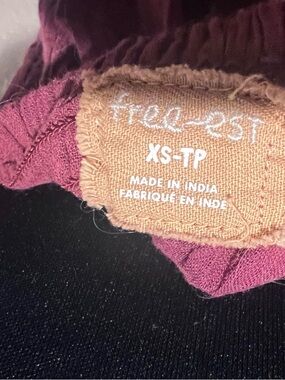 free-est
XS-TP
MADE IN INDIA
FABRIQUÉ EN INDE